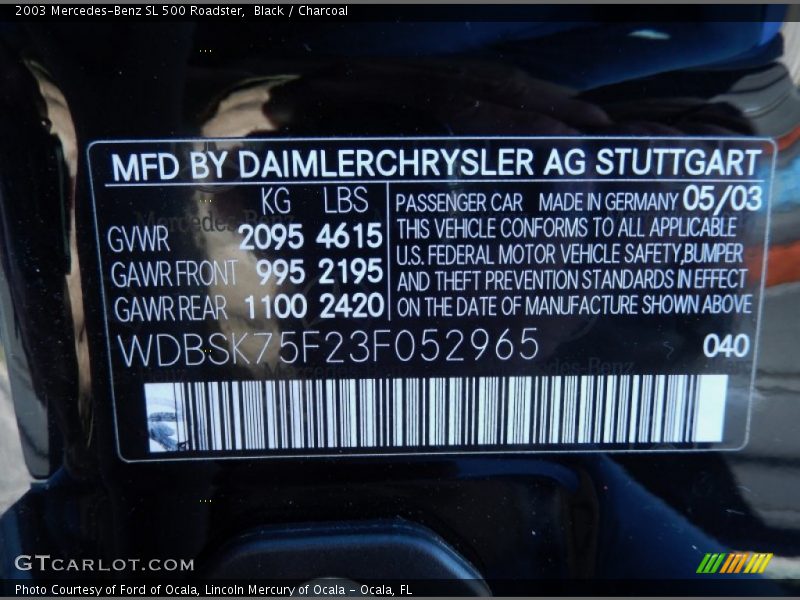 2003 Mercedes-Benz SL 500 Roadster,  Black / Charcoal
MFD BY DAIMLERCHRYSLER AG STUTTGART
KG LBS
GVWR 2095 4615
GAWR FRONT 995 2195
GAWR REAR 1100 2420
PASSENGER CAR MADE IN GERMANY 05/03
THIS VEHICLE CONFORMS TO ALL APPLICABLE
U.S. FEDERAL MOTOR VEHICLE SAFETY,BUMPER
AND THEFT PREVENTION STANDARDS IN EFFECT
ON THE DATE OF MANUFACTURE SHOWN ABOVE
WDBSK75F23F052965 040
GTCARLOT.COM
Photo Courtesy of Ford of Ocala, Lincoln Mercury of Ocala - Ocala, FL